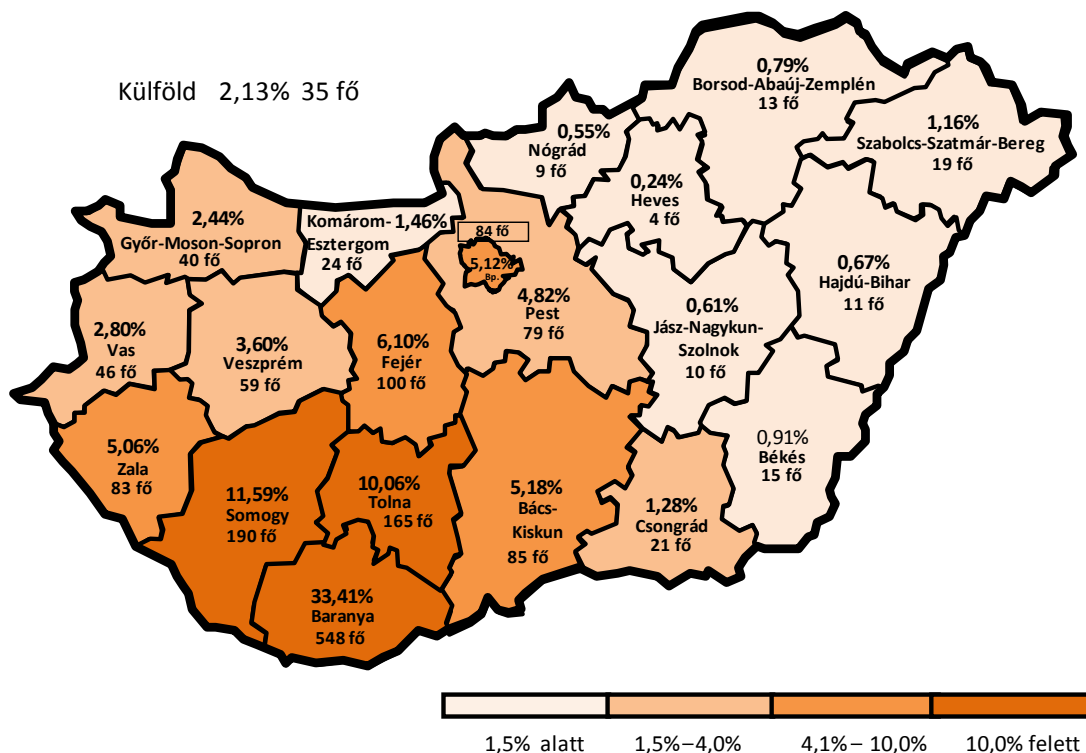 0,79%
Borsod-Abaúj-Zemplén
13 fő
Külföld 2,13% 35 fő
0,55%
Nógrád
9 fő
1,16%
Szabolcs-Szatmár-Bereg
19 fő
0,24%
Heves
4 fő
2,44%
Győr-Moson-Sopron
40 fő
Komárom- 1,46%
Esztergom
24 fő
84 fő
5,12%
Bp.
4,82%
Pest
79 fő
0,67%
Hajdú-Bihar
11 fő
0,61%
Jász-Nagykun-
Szolnok
10 fő
2,80%
Vas
46 fő
3,60%
Veszprém
59 fő
6,10%
Fejér
100 fő
5,06%
Zala
83 fő
11,59%
Somogy
190 fő
10,06%
Tolna
165 fő
5,18%
Bács-
Kiskun
85 fő
1,28%
Csongrád
21 fő
0,91%
Békés
15 fő
33,41%
Baranya
548 fő
1,5% alatt 1,5%–4,0% 4,1%– 10,0% 10,0% felett